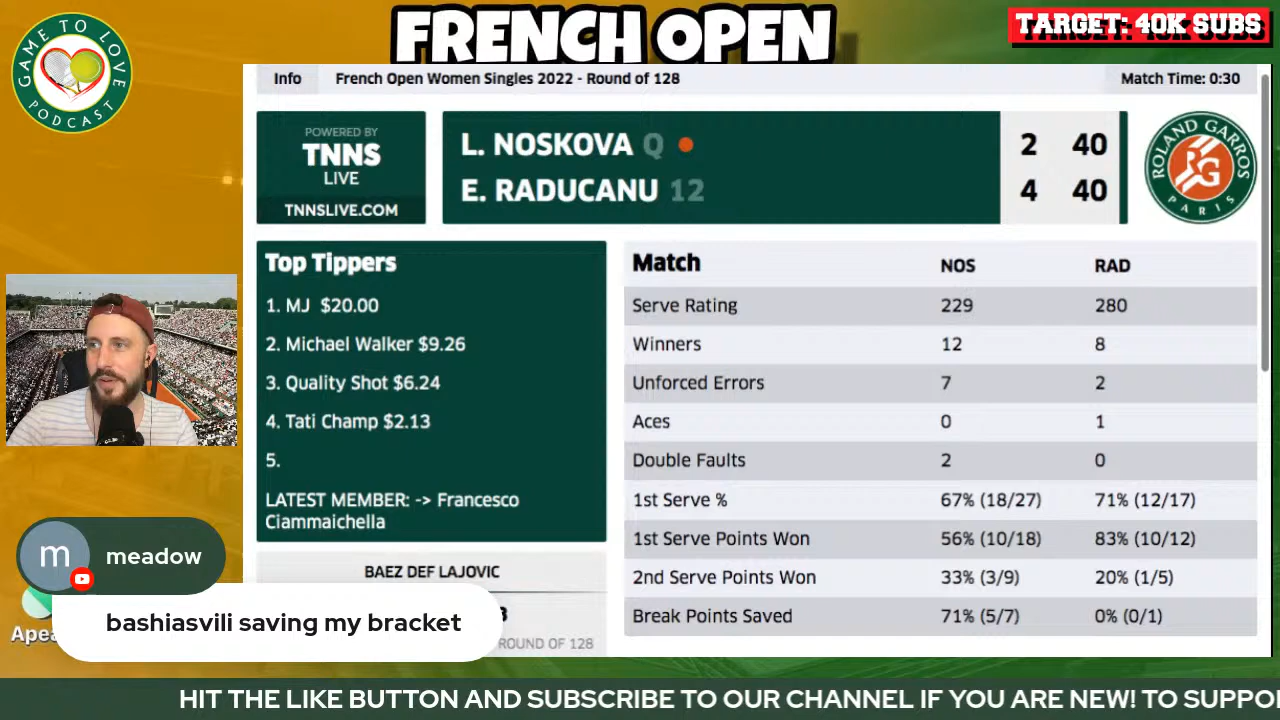 FRENCH OPEN
TARGET: 40K SUBS
GAME TO LOVE
PODCAST
Info French Open Women Singles 2022 - Round of 128 Match Time: 0:30
POWERED BY
TNNS
LIVE
TNNSLIVE.COM
L. NOSKOVA Q 2 40
E. RADUCANU 12 4 40
ROLAND GARROS
RG
PARIS
Top Tippers
1. MJ $20.00
2. Michael Walker $9.26
3. Quality Shot $6.24
4. Tati Champ $2.13
5.
LATEST MEMBER: -> Francesco
Ciammaichella
BAEZ DEF LAJOVIC
ROUND OF 128
Match NOS RAD
Serve Rating 229 280
Winners 12 8
Unforced Errors 7 2
Aces 0 1
Double Faults 2 0
1st Serve % 67% (18/27) 71% (12/17)
1st Serve Points Won 56% (10/18) 83% (10/12)
2nd Serve Points Won 33% (3/9) 20% (1/5)
Break Points Saved 71% (5/7) 0% (0/1)
m meadow
bashiasvili saving my bracket
HIT THE LIKE BUTTON AND SUBSCRIBE TO OUR CHANNEL IF YOU ARE NEW! TO SUPPO